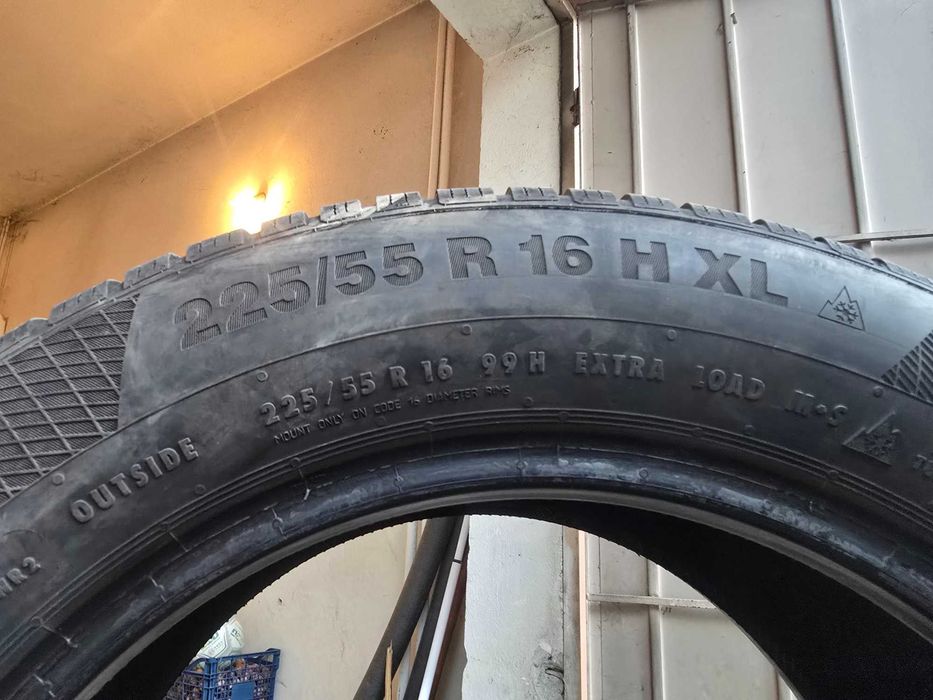 225/55 R 16 H XL
225/55 R 16 99 H EXTRA LOAD M+S
MOUNT ONLY ON CODE 16 DIAMETER RIMS
OUTSIDE